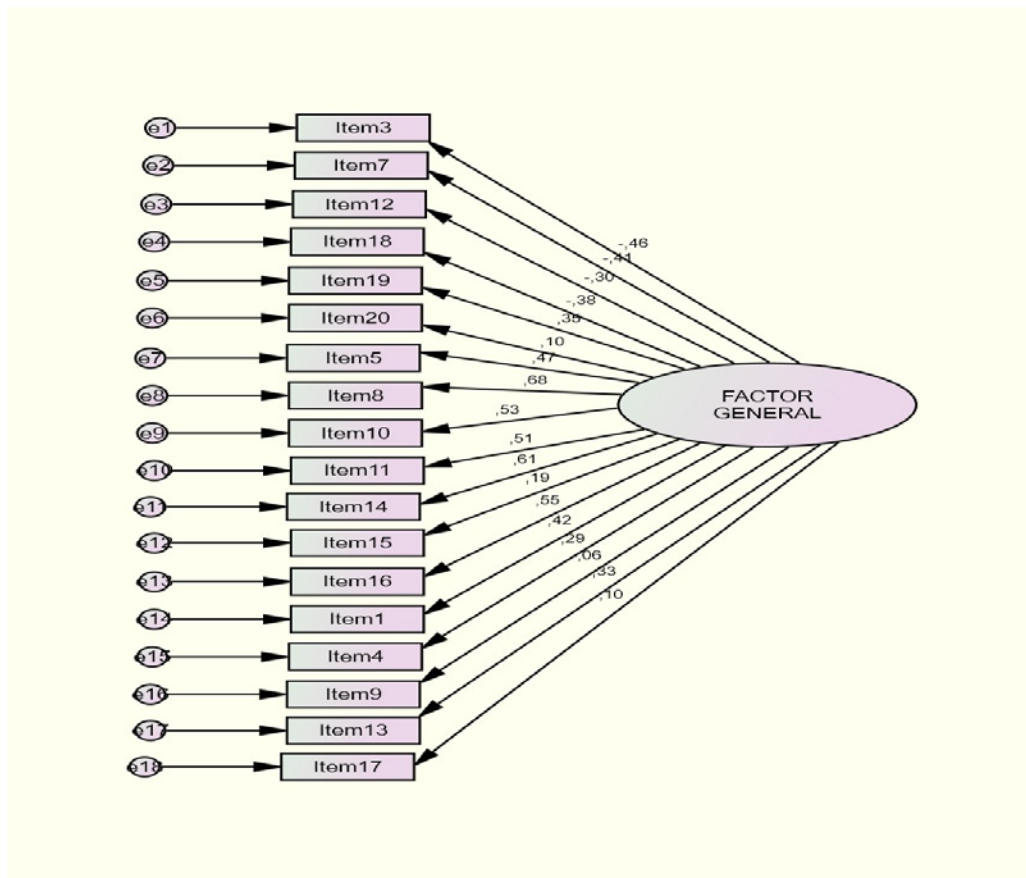 e1
Item3
e2
Item7
e3
Item12
e4
Item18
e5
Item19
e6
Item20
e7
Item5
e8
Item8
e9
Item10
e10
Item11
e11
Item14
e12
Item15
e13
Item16
e14
Item1
e15
Item4
e16
Item9
e17
Item13
e18
Item17
-,46
-,41
-,30
-,38
,35
,10
,47
,68
,53
,51
,61
,19
,55
,42
,29
,06
,33
,10
FACTOR
GENERAL